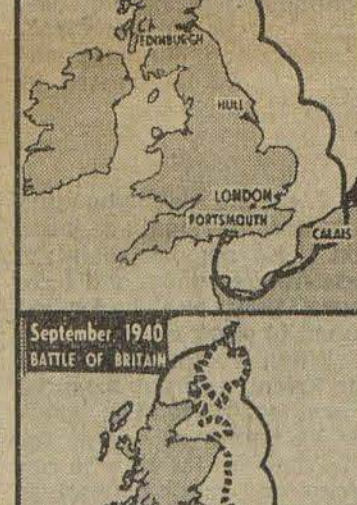 EDINBURGH
HULL
LONDON
PORTSMOUTH
CALAIS
September, 1940
BATTLE OF BRITAIN